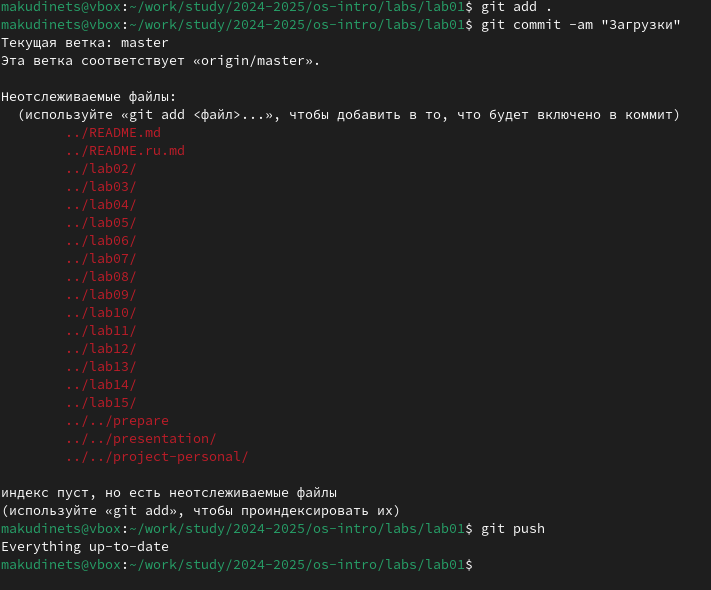 makudinets@vbox:~/work/study/2024-2025/os-intro/labs/lab01$ git add .
makudinets@vbox:~/work/study/2024-2025/os-intro/labs/lab01$ git commit -am "Загрузки"
Текущая ветка: master
Эта ветка соответствует «origin/master».
Неотслеживаемые файлы:
(используйте «git add <файл>...», чтобы добавить в то, что будет включено в коммит)
../README.md
../README.ru.md
../lab02/
../lab03/
../lab04/
../lab05/
../lab06/
../lab07/
../lab08/
../lab09/
../lab10/
../lab11/
../lab12/
../lab13/
../lab14/
../lab15/
../../prepare
../../presentation/
../../project-personal/
индекс пуст, но есть неотслеживаемые файлы
(используйте «git add», чтобы проиндексировать их)
makudinets@vbox:~/work/study/2024-2025/os-intro/labs/lab01$ git push
Everything up-to-date
makudinets@vbox:~/work/study/2024-2025/os-intro/labs/lab01$